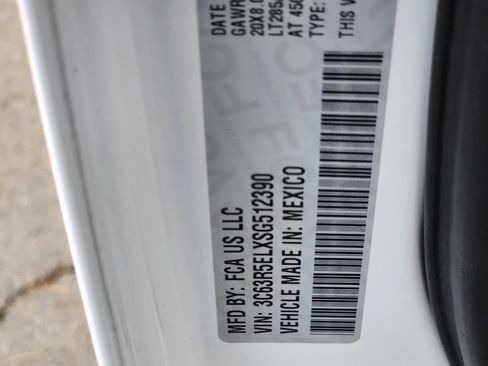 MFD BY: FCA US LLC
VIN: 3C63R5ELXSG512390
VEHICLE MADE IN: MEXICO
DATE
GAWR
20X8.0
LT285
AT 450
TYPE:
THIS V